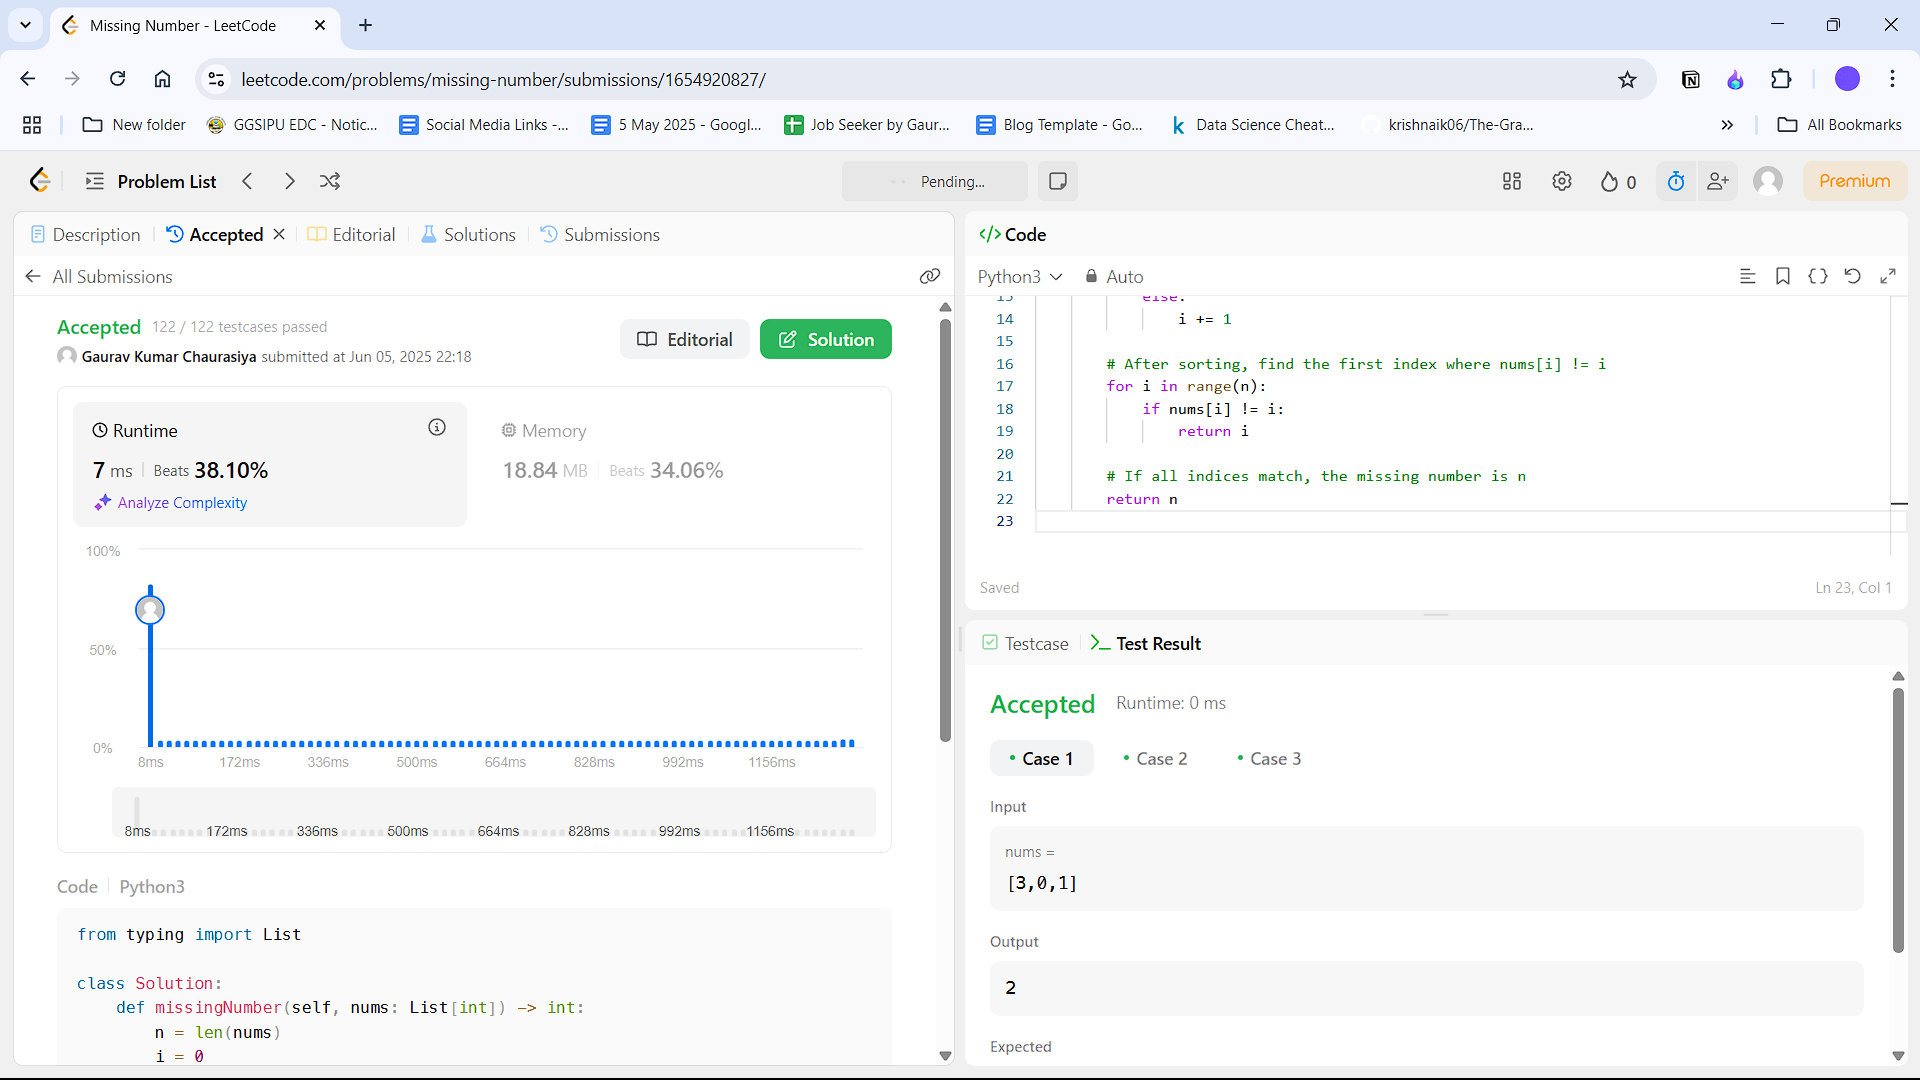 Missing Number - LeetCode
leetcode.com/problems/missing-number/submissions/1654920827/
New folder
GGSIPU EDC - Notic...
Social Media Links -...
5 May 2025 - Googl...
Job Seeker by Gaur...
Blog Template - Go...
Data Science Cheat...
krishnaik06/The-Gra...
All Bookmarks
Problem List
Pending...
0
Premium
Description
Accepted
Editorial
Solutions
Submissions
All Submissions
Accepted 122 / 122 testcases passed
Gaurav Kumar Chaurasiya submitted at Jun 05, 2025 22:18
Editorial
Solution
Runtime
7 ms Beats 38.10%
Analyze Complexity
Memory
18.84 MB Beats 34.06%
100%
50%
0%
8ms 172ms 336ms 500ms 664ms 828ms 992ms 1156ms
8ms 172ms 336ms 500ms 664ms 828ms 992ms 1156ms
Code Python3
from typing import List
class Solution:
def missingNumber(self, nums: List[int]) -> int:
n = len(nums)
i = 0
</> Code
Python3 Auto
13 else:
14 i += 1
15
16 # After sorting, find the first index where nums[i] != i
17 for i in range(n):
18 if nums[i] != i:
19 return i
20
21 # If all indices match, the missing number is n
22 return n
23
Saved
Ln 23, Col 1
Testcase
Test Result
Accepted Runtime: 0 ms
Case 1
Case 2
Case 3
Input
nums =
[3,0,1]
Output
2
Expected